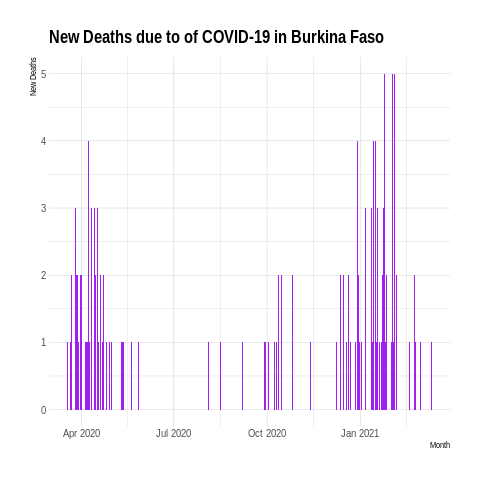 New Deaths due to of COVID-19 in Burkina Faso
New Deaths
5
4
3
2
1
0
Apr 2020 Jul 2020 Oct 2020 Jan 2021
Month